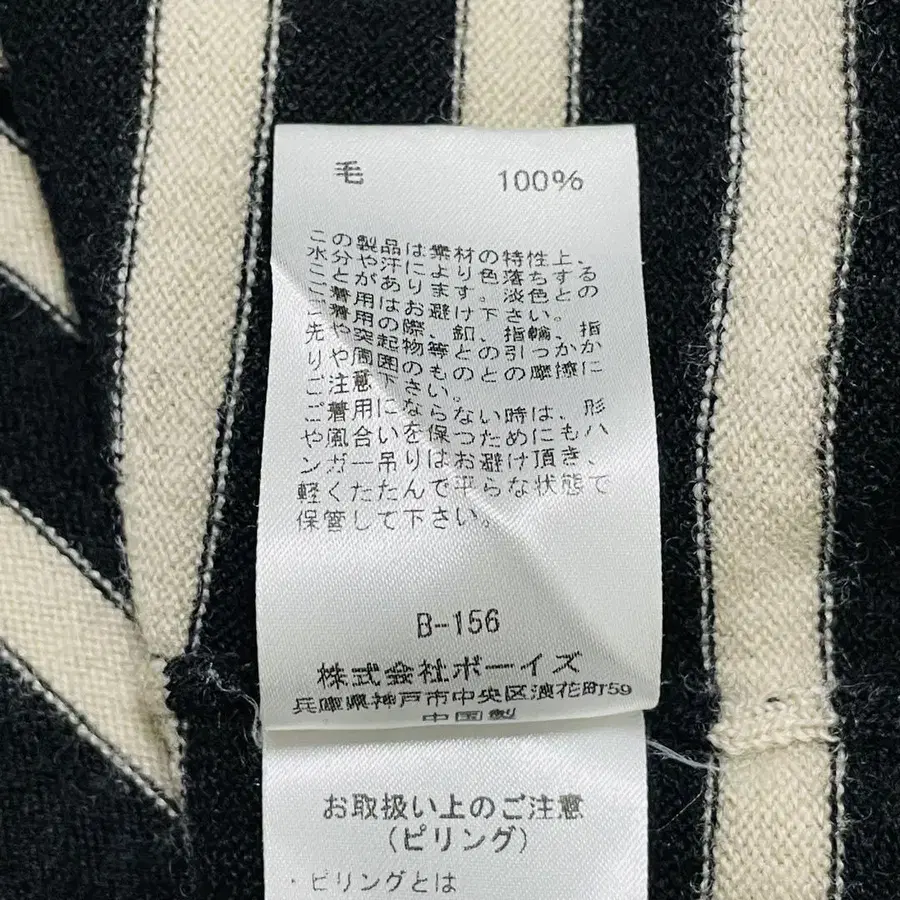 毛 100%
この製品は素材の特性上、
水分や汗により色落ちする
ことがあります。淡色との
ご着用はお避け下さい。
ご着用の際、釦、指輪、指
先や突起物等との引っかか
りや周囲のものとの摩擦に
ご注意下さい。
ご着用にならない時は、形
や風合いを保つためにもハ
ンガー吊りはお避け頂き、
軽くたたんで平らな状態で
保管して下さい。
B-156
株式会社ボーイズ
兵庫県神戸市中央区浪花町59
中国製
お取扱い上のご注意
(ピリング)
・ピリングとは